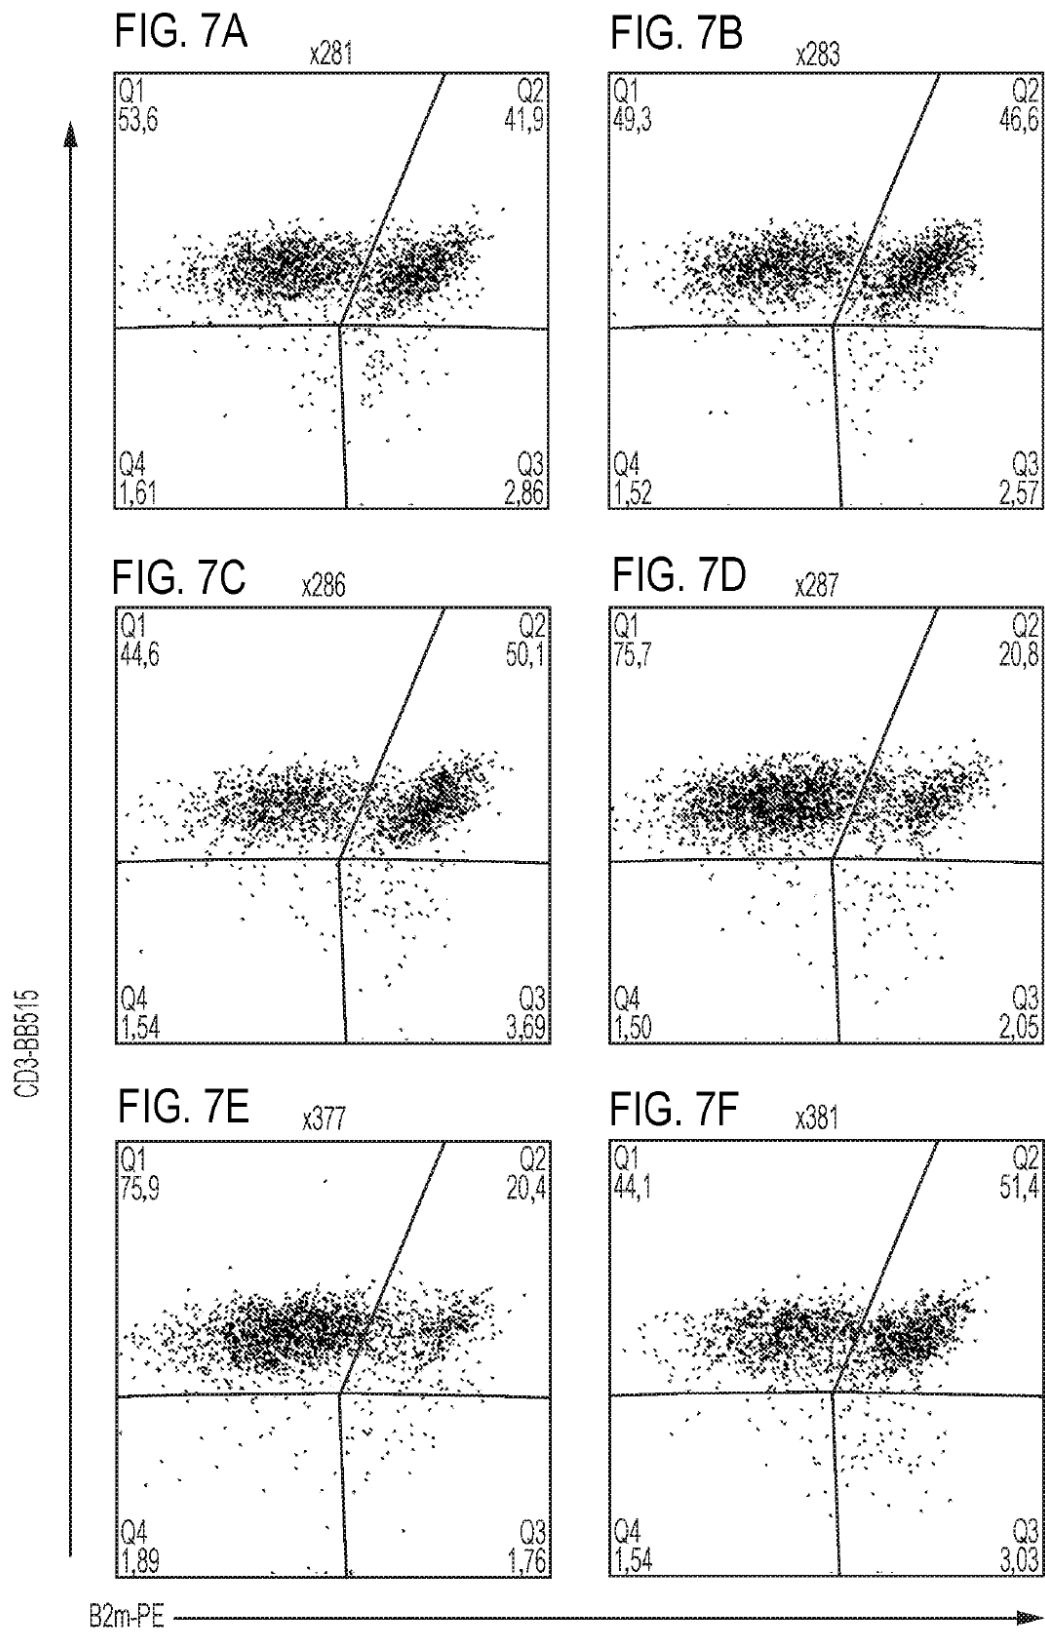 FIG. 7A
x281
Q1
53,6
Q2
41,9
Q4
1,61
Q3
2,86
FIG. 7B
x283
Q1
49,3
Q2
46,6
Q4
1,52
Q3
2,57
FIG. 7C
x286
Q1
44,6
Q2
50,1
Q4
1,54
Q3
3,69
FIG. 7D
x287
Q1
75,7
Q2
20,8
Q4
1,50
Q3
2,05
FIG. 7E
x377
Q1
75,9
Q2
20,4
Q4
1,89
Q3
1,76
FIG. 7F
x381
Q1
44,1
Q2
51,4
Q4
1,54
Q3
3,03
CD3-BB515
B2m-PE